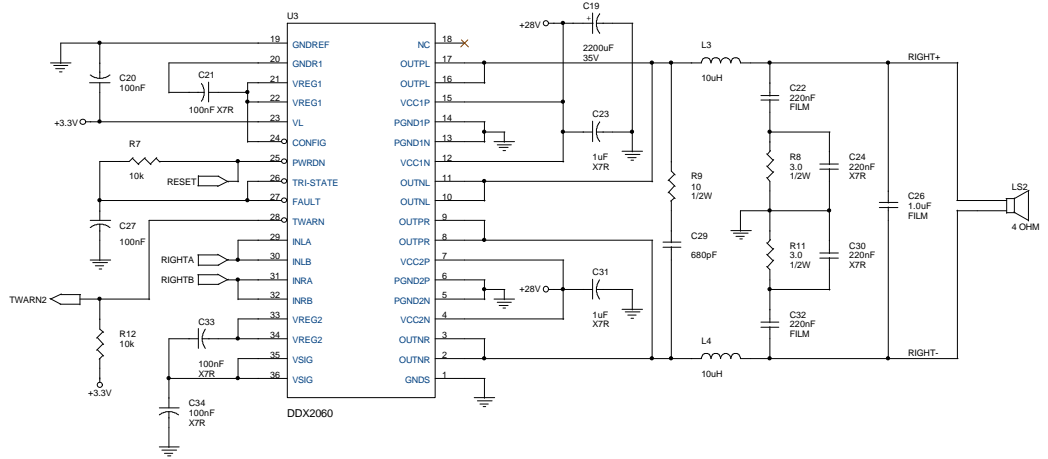 U3
19 GNDREF
20 GNDR1
21 VREG1
22 VREG1
23 VL
24 CONFIG
25 PWRDN
26 TRI-STATE
27 FAULT
28 TWARN
29 INLA
30 INLB
31 INRA
32 INRB
33 VREG2
34 VREG2
35 VSIG
36 VSIG
NC 18
OUTPL 17
OUTPL 16
VCC1P 15
PGND1P 14
PGND1N 13
VCC1N 12
OUTNL 11
OUTNL 10
OUTPR 9
OUTPR 8
VCC2P 7
PGND2P 6
PGND2N 5
VCC2N 4
OUTNR 3
OUTNR 2
GNDS 1
DDX2060
C20
100nF
C21
100nF X7R
+3.3V
R7
10k
RESET
C27
100nF
RIGHTA
RIGHTB
TWARN2
R12
10k
+3.3V
C33
100nF
X7R
C34
100nF
X7R
+28V
C19
+
2200uF
35V
C23
1uF
X7R
+28V
C31
1uF
X7R
L3
10uH
R9
10
1/2W
C29
680pF
L4
10uH
C22
220nF
FILM
R8
3.0
1/2W
C24
220nF
X7R
R11
3.0
1/2W
C30
220nF
X7R
C32
220nF
FILM
RIGHT+
C26
1.0uF
FILM
RIGHT-
LS2
4 OHM